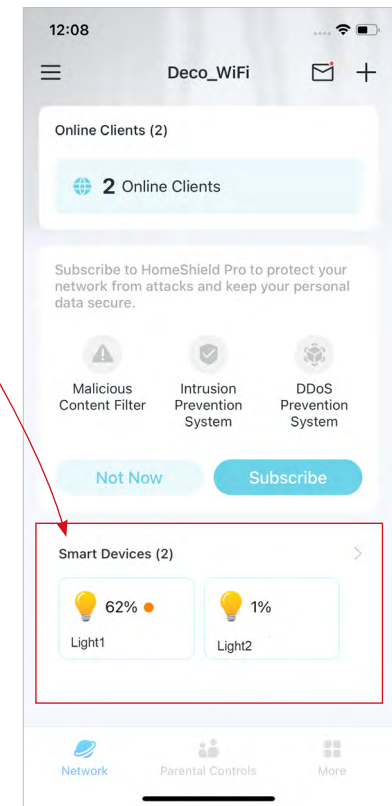 12:08
Deco_WiFi
Online Clients (2)
2 Online Clients
Subscribe to HomeShield Pro to protect your
network from attacks and keep your personal
data secure.
Malicious
Content Filter
Intrusion
Prevention
System
DDoS
Prevention
System
Not Now
Subscribe
Smart Devices (2)
62%
Light1
1%
Light2
Network
Parental Controls
More